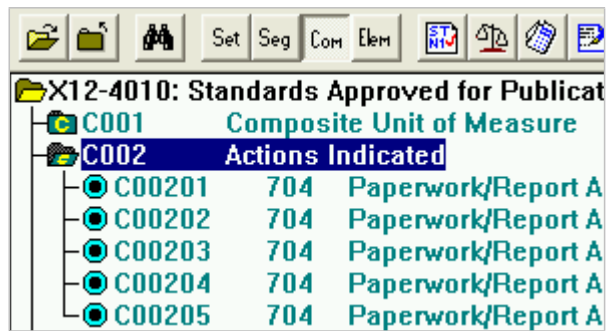 Set Seg Com Elem
X12-4010: Standards Approved for Publicat
C001 Composite Unit of Measure
C002 Actions Indicated
C00201 704 Paperwork/Report A
C00202 704 Paperwork/Report A
C00203 704 Paperwork/Report A
C00204 704 Paperwork/Report A
C00205 704 Paperwork/Report A